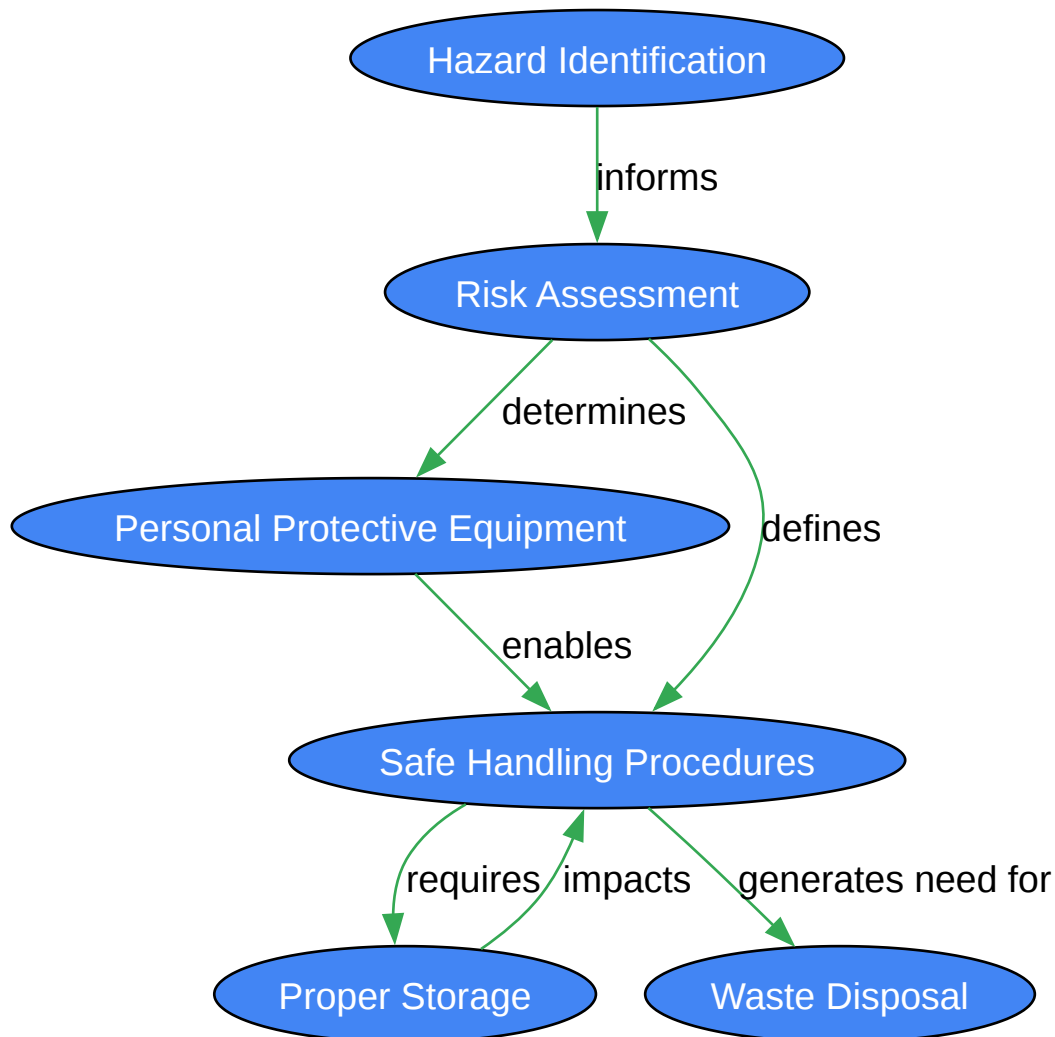 Hazard Identification
informs
Risk Assessment
determines
Personal Protective Equipment
defines
enables
Safe Handling Procedures
requires
impacts
generates need for
Proper Storage
Waste Disposal